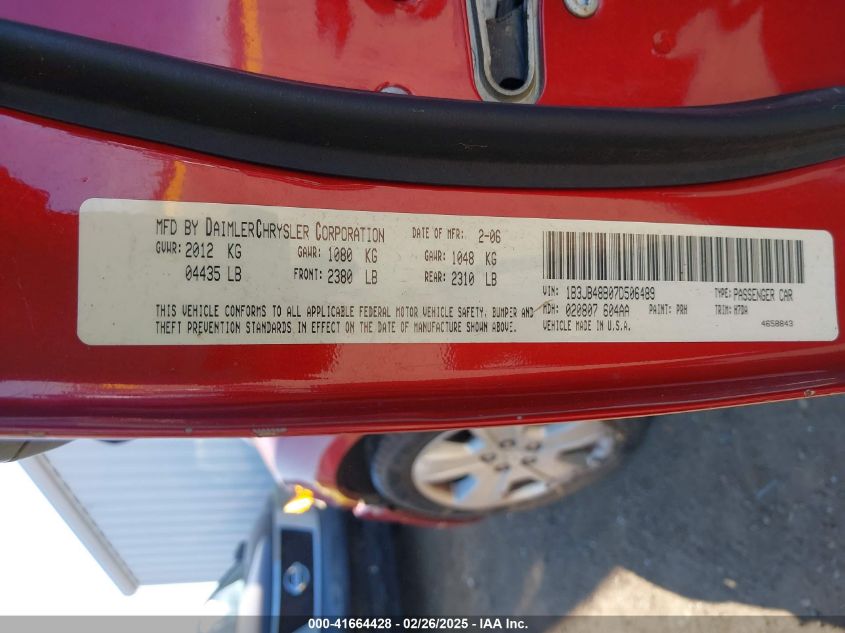 MFD BY DAIMLERCHRYSLER CORPORATION DATE OF MFR: 2-06
GVWR: 2012 KG GAWR: 1080 KG GAWR: 1048 KG
04435 LB FRONT: 2380 LB REAR: 2310 LB
THIS VEHICLE CONFORMS TO ALL APPLICABLE FEDERAL MOTOR VEHICLE SAFETY, BUMPER AND
THEFT PREVENTION STANDARDS IN EFFECT ON THE DATE OF MANUFACTURE SHOWN ABOVE.
VIN: 1B3JB48B07D506489 TYPE: PASSENGER CAR
MDH: 020807 604AA PAINT: PRH TRIM: H7DA
VEHICLE MADE IN U.S.A. 4658843
000-41664428 - 02/26/2025 - IAA Inc.